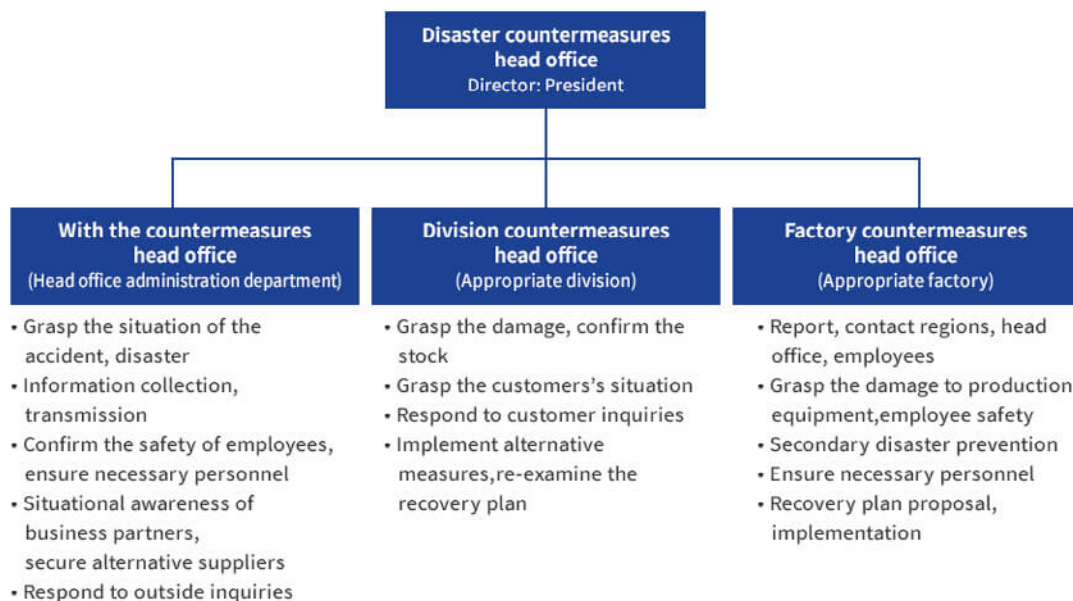 Disaster countermeasures
head office
Director: President
With the countermeasures
head office
(Head office administration department)
• Grasp the situation of the
accident, disaster
• Information collection,
transmission
• Confirm the safety of employees,
ensure necessary personnel
• Situational awareness of
business partners,
secure alternative suppliers
• Respond to outside inquiries
Division countermeasures
head office
(Appropriate division)
• Grasp the damage, confirm the
stock
• Grasp the customers's situation
• Respond to customer inquiries
• Implement alternative
measures,re-examine the
recovery plan
Factory countermeasures
head office
(Appropriate factory)
• Report, contact regions, head
office, employees
• Grasp the damage to production
equipment,employee safety
• Secondary disaster prevention
• Ensure necessary personnel
• Recovery plan proposal,
implementation